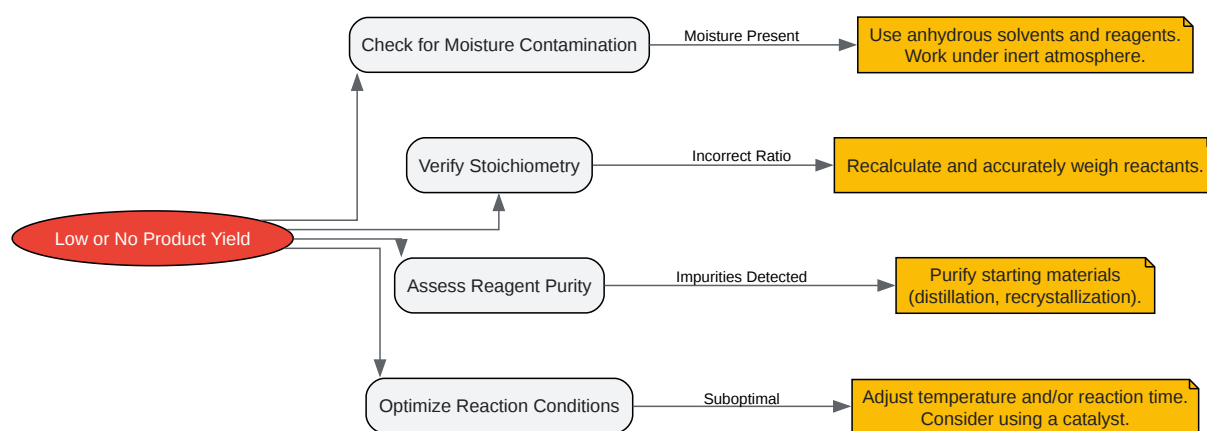 Check for Moisture Contamination
Moisture Present
Use anhydrous solvents and reagents.
Work under inert atmosphere.
Verify Stoichiometry
Incorrect Ratio
Recalculate and accurately weigh reactants.
Low or No Product Yield
Assess Reagent Purity
Impurities Detected
Purify starting materials
(distillation, recrystallization).
Optimize Reaction Conditions
Suboptimal
Adjust temperature and/or reaction time.
Consider using a catalyst.